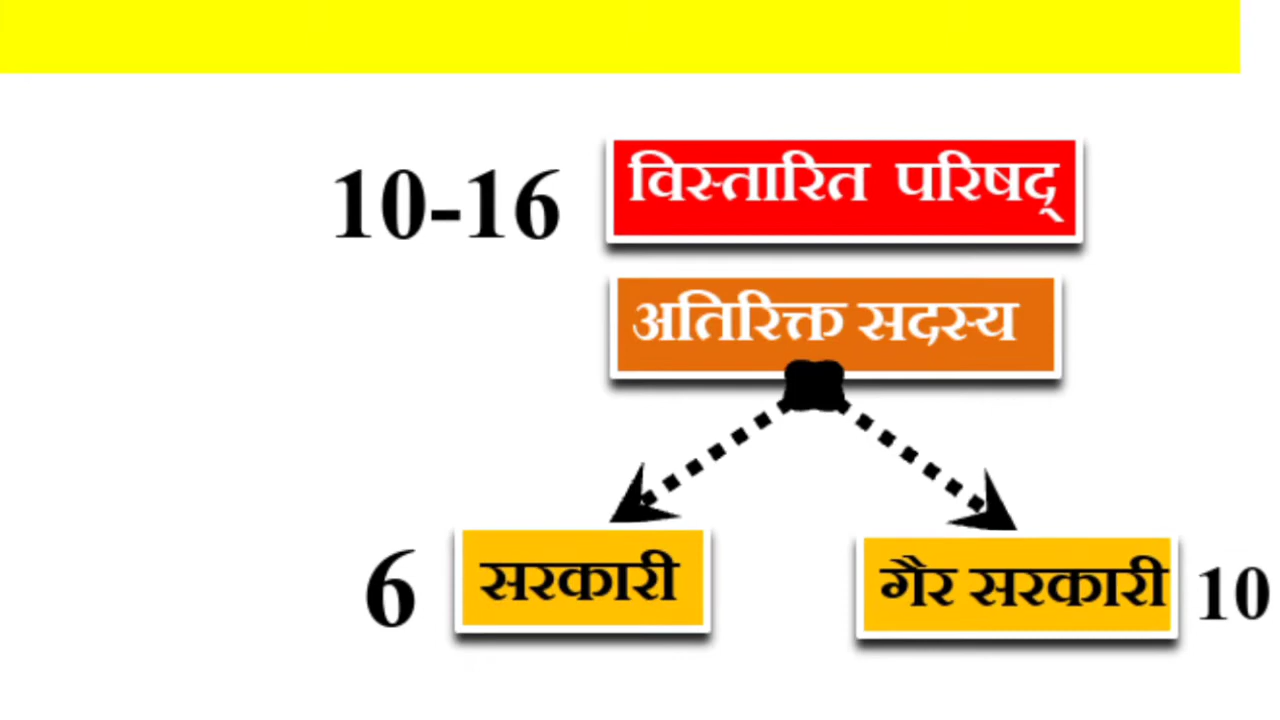 10-16 विस्तारित परिषद्
अतिरिक्त सदस्य
6 सरकारी गैर सरकारी 10